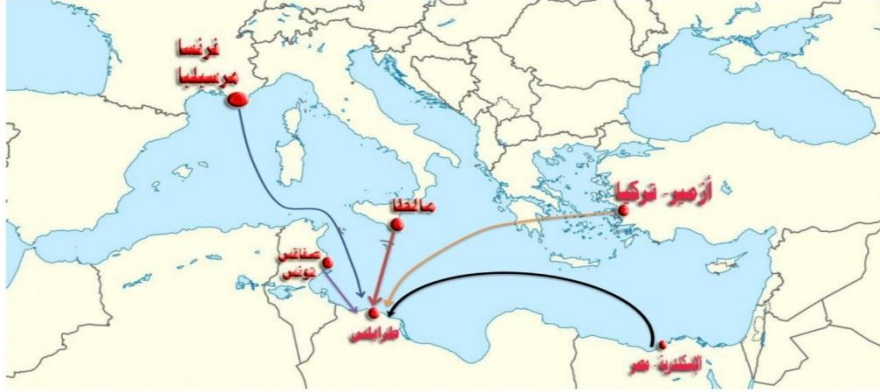 فرنسا
مرسيليا
أزمير - تركيا
مالطا
صفاقس
تونس
طرابلس
الإسكندرية - مصر